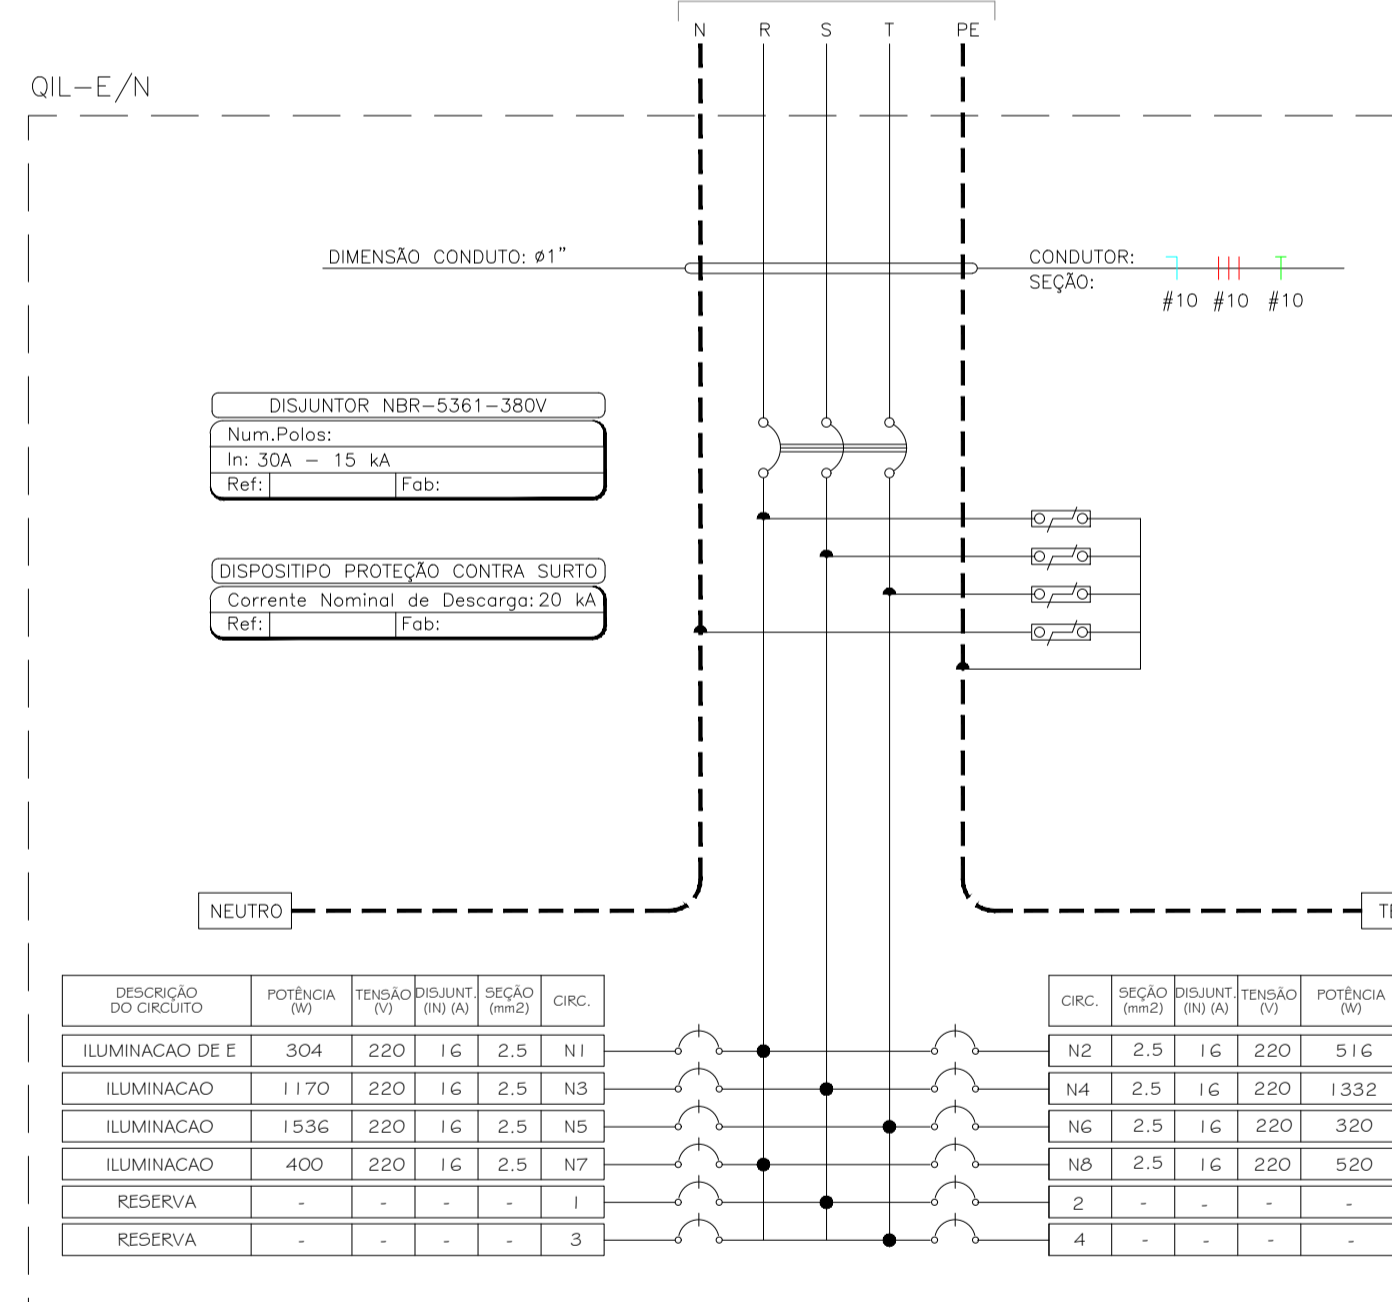 N R S T PE
QIL-E/N
DIMENSÃO CONDUTO: ø1"
CONDUTOR:
SEÇÃO:
#10 #10 #10
DISJUNTOR NBR-5361-380V
Num.Polos:
In: 30A - 15 kA
Ref: Fab:
DISPOSITIPO PROTEÇÃO CONTRA SURTO
Corrente Nominal de Descarga: 20 kA
Ref: Fab:
NEUTRO
TE
DESCRIÇÃO DO CIRCUITO POTÊNCIA (W) TENSÃO (V) DISJUNT. (IN) (A) SEÇÃO (mm2) CIRC.
ILUMINACAO DE E 304 220 16 2.5 N1
ILUMINACAO 1170 220 16 2.5 N3
ILUMINACAO 1536 220 16 2.5 N5
ILUMINACAO 400 220 16 2.5 N7
RESERVA - - - - 1
RESERVA - - - - 3
CIRC. SEÇÃO (mm2) DISJUNT. (IN) (A) TENSÃO (V) POTÊNCIA (W)
N2 2.5 16 220 516
N4 2.5 16 220 1332
N6 2.5 16 220 320
N8 2.5 16 220 520
2 - - - -
4 - - - -